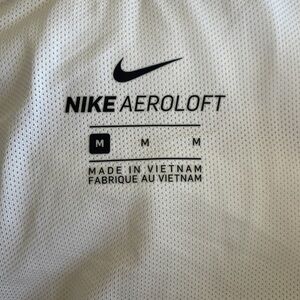 NIKE AEROLOFT
M M M
MADE IN VIETNAM
FABRIQUE AU VIETNAM